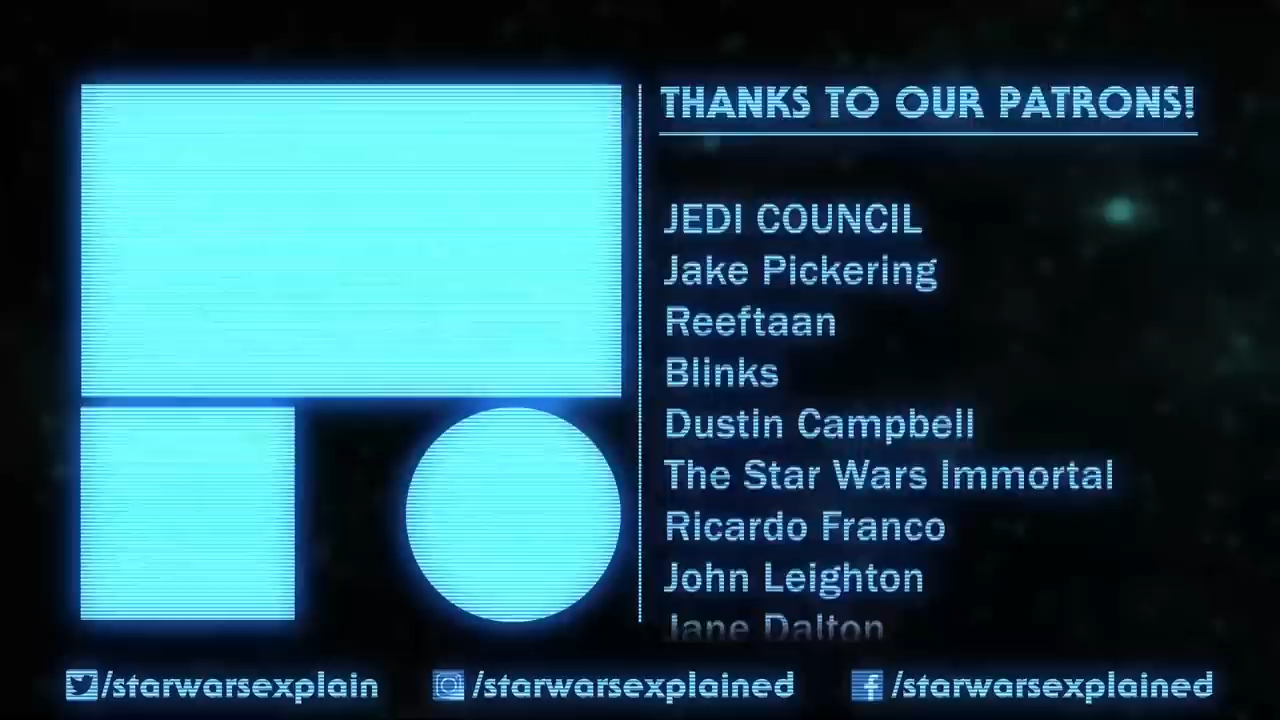 THANKS TO OUR PATRONS!
JEDI COUNCIL
Jake Pickering
Reeftaan
Blinks
Dustin Campbell
The Star Wars Immortal
Ricardo Franco
John Leighton
Jane Dalton
/starwarsexplain
/starwarsexplained
/starwarsexplained